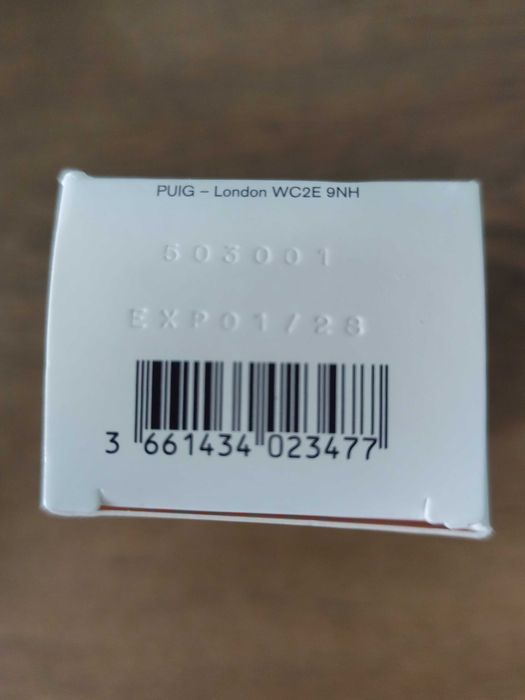 PUIG – London WC2E 9NH
503001
EXP01/28
3 661434 023477